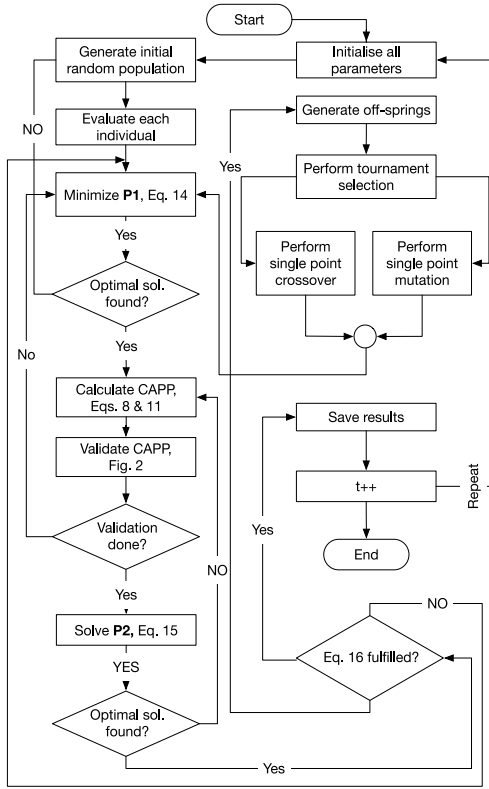 Start
Generate initial
random population
Initialise all
parameters
NO
Evaluate each
individual
Generate off-springs
Yes
Minimize P1, Eq. 14
Perform tournament
selection
Yes
Perform
single point
crossover
Perform
single point
mutation
Optimal sol.
found?
No
Yes
Calculate CAPP,
Eqs. 8 & 11
Save results
Validate CAPP,
Fig. 2
Repeat
t++
Yes
Validation
done?
End
NO
Yes
NO
Solve P2, Eq. 15
YES
Eq. 16 fulfilled?
Optimal sol.
found?
Yes